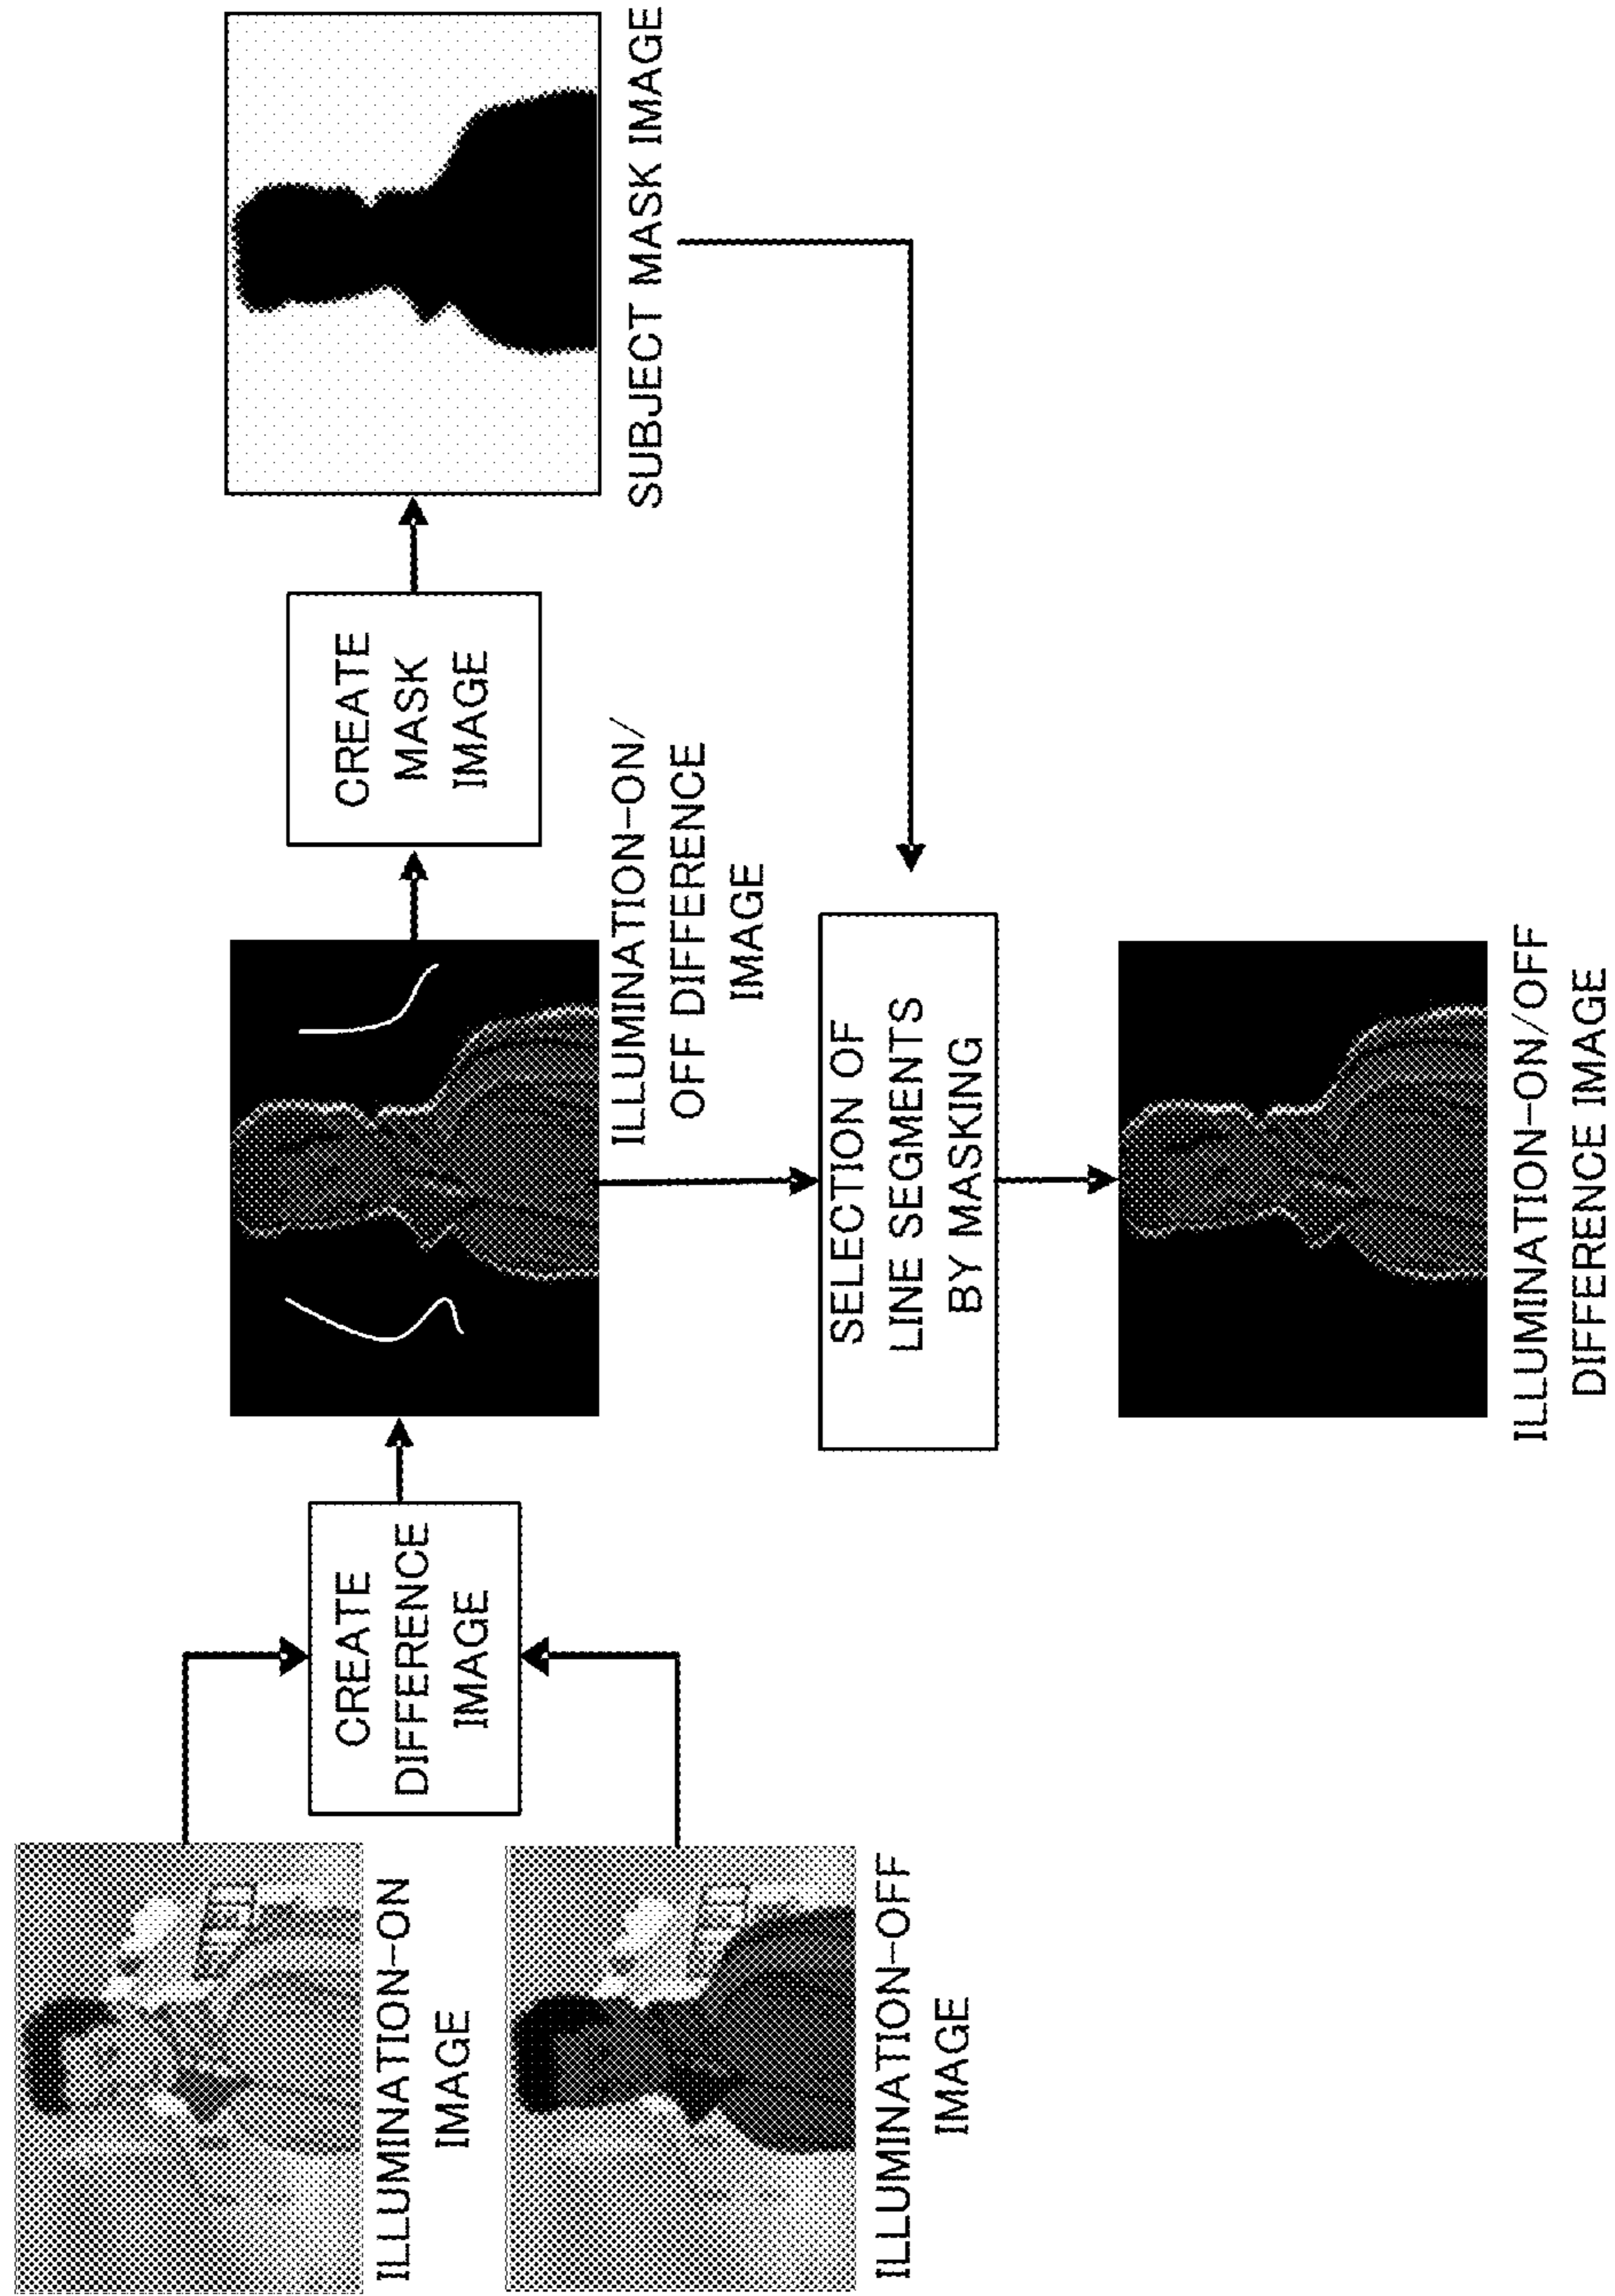 ILLUMINATION-ON
IMAGE
ILLUMINATION-OFF
IMAGE
CREATE
DIFFERENCE
IMAGE
ILLUMINATION-ON/
OFF DIFFERENCE
IMAGE
CREATE
MASK
IMAGE
SUBJECT MASK IMAGE
SELECTION OF
LINE SEGMENTS
BY MASKING
ILLUMINATION-ON/OFF
DIFFERENCE IMAGE